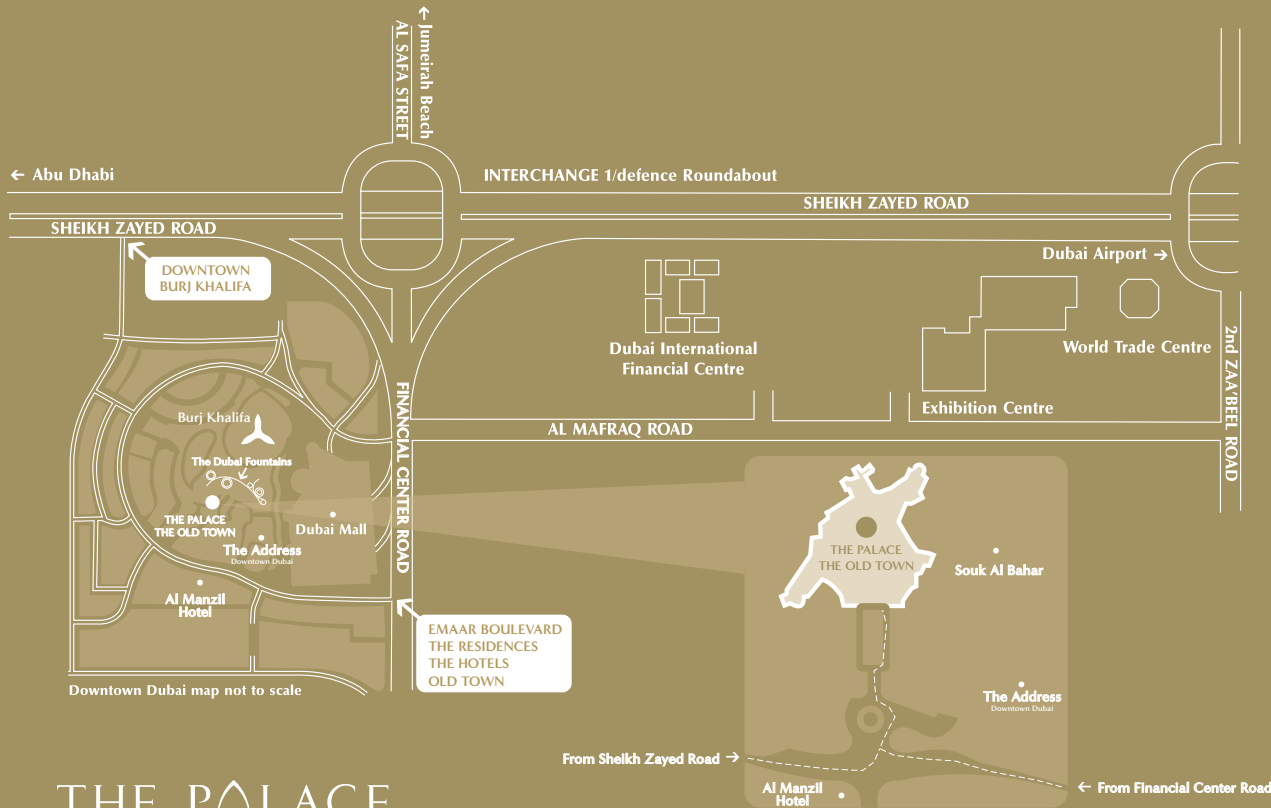 ← Jumeirah Beach
AL SAFA STREET
← Abu Dhabi
INTERCHANGE 1/defence Roundabout
SHEIKH ZAYED ROAD
SHEIKH ZAYED ROAD
Dubai Airport →
DOWNTOWN
BURJ KHALIFA
Dubai International
Financial Centre
World Trade Centre
2nd ZAA'BEEL ROAD
Exhibition Centre
FINANCIAL CENTER ROAD
AL MAFRAQ ROAD
Burj Khalifa
The Dubai Fountains
THE PALACE
THE OLD TOWN
Dubai Mall
The Address
Downtown Dubai
Al Manzil
Hotel
EMAAR BOULEVARD
THE RESIDENCES
THE HOTELS
OLD TOWN
Downtown Dubai map not to scale
THE PALACE
THE OLD TOWN
Souk Al Bahar
The Address
Downtown Dubai
From Sheikh Zayed Road →
Al Manzil
Hotel
← From Financial Center Road
THE PALACE